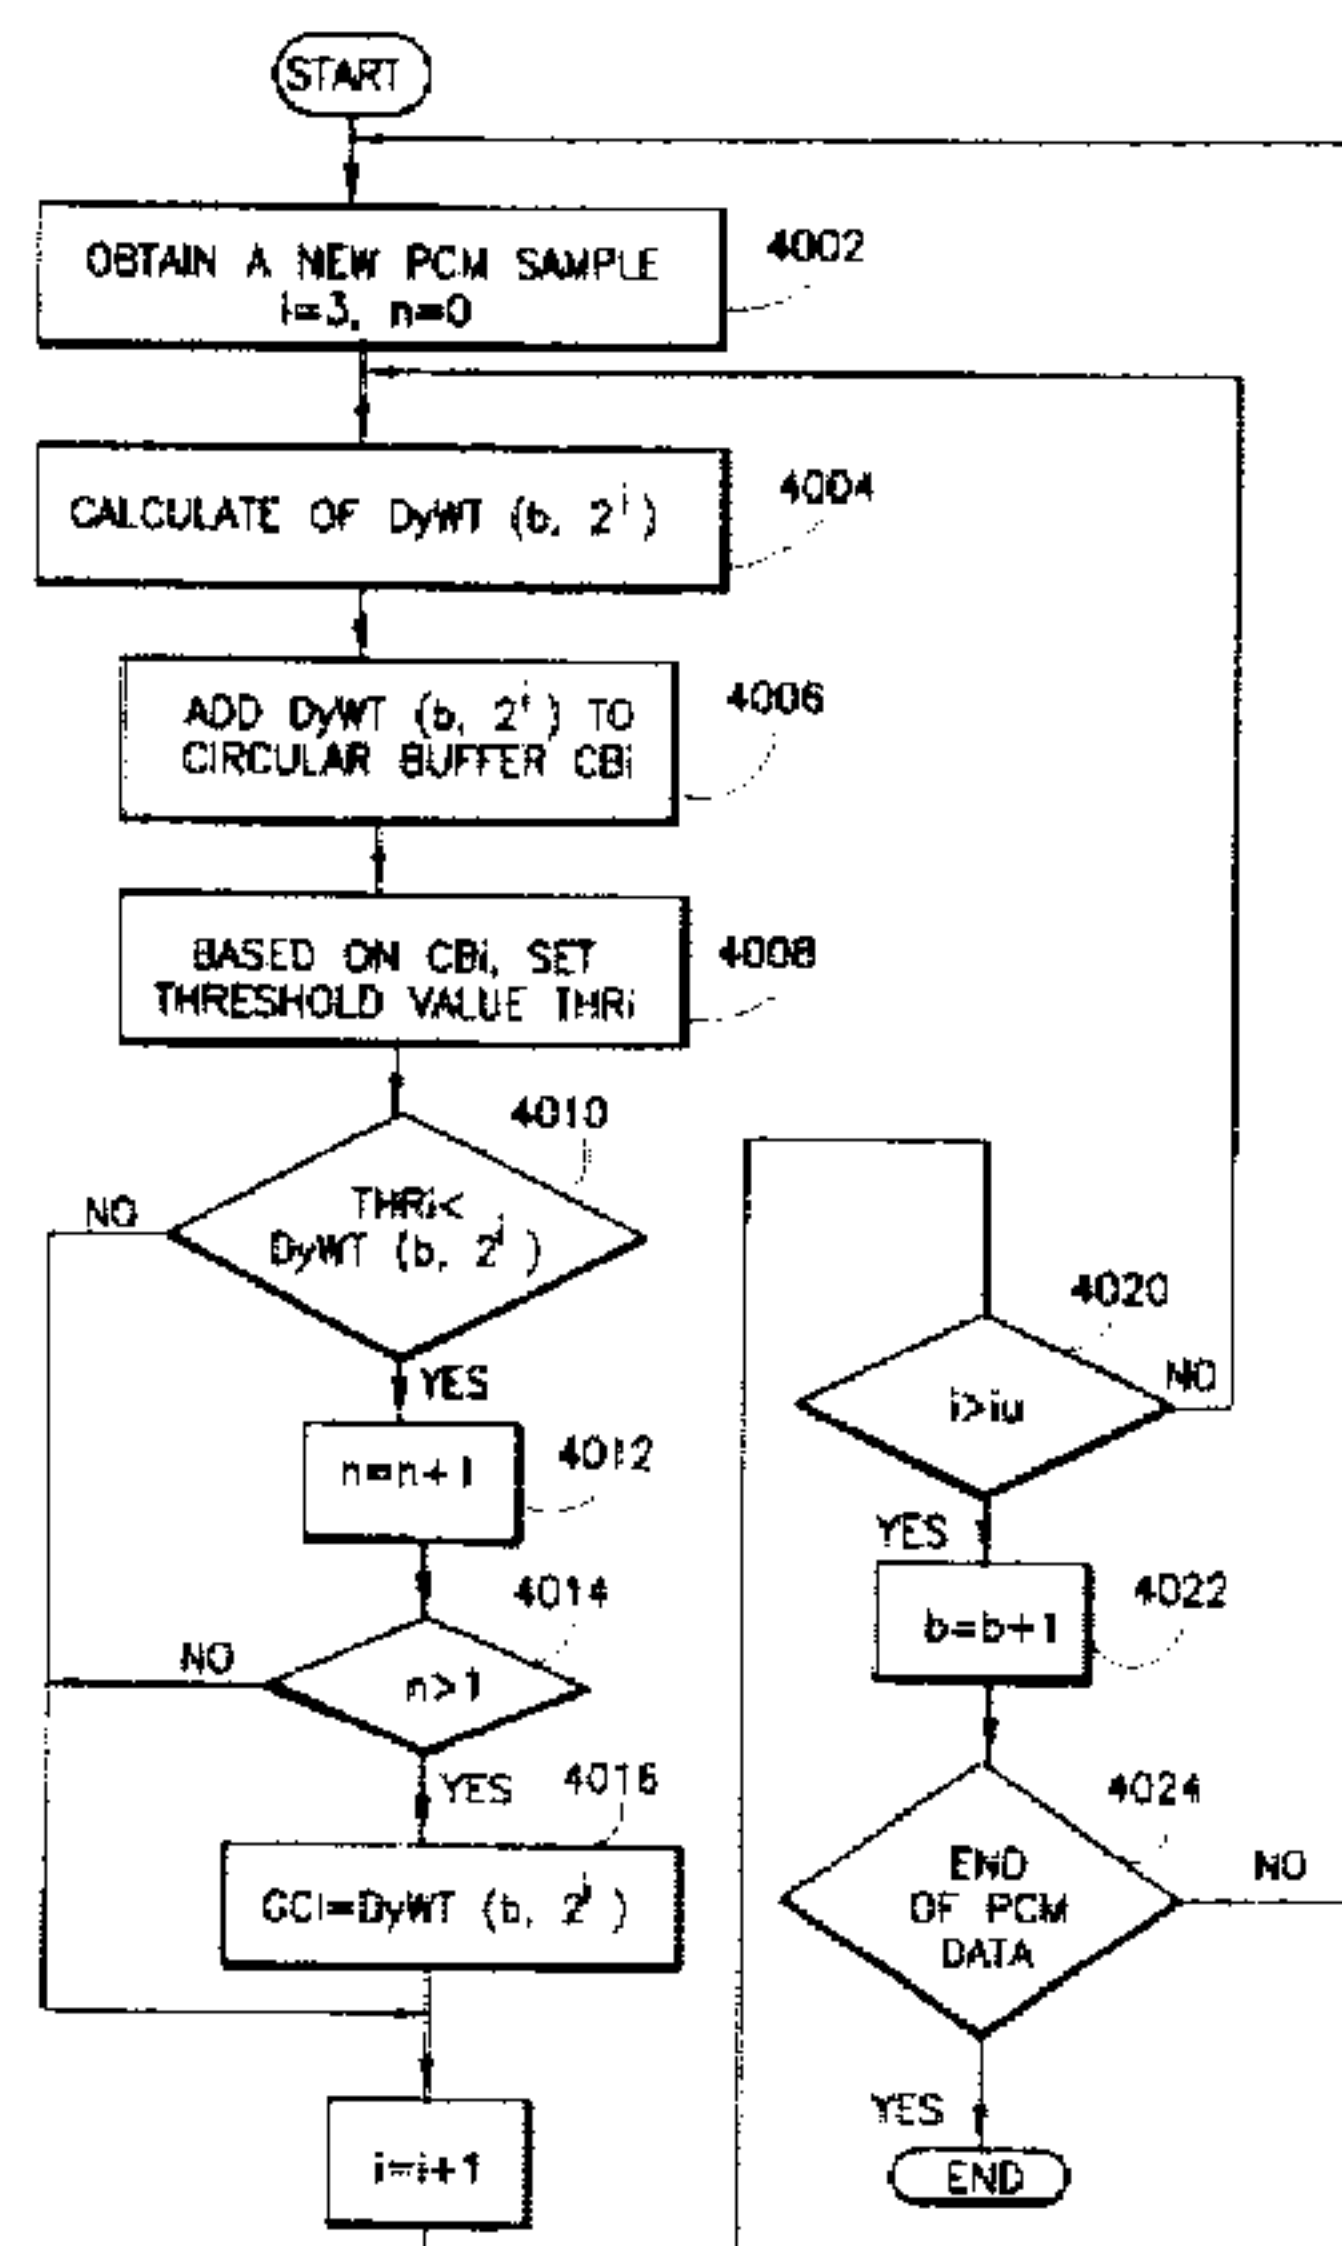 START
OBTAIN A NEW PCM SAMPLE
i=3, n=0
4002
CALCULATE OF DyWT (b, 2^i)
4004
ADD DyWT (b, 2^i) TO
CIRCULAR BUFFER CBi
4006
BASED ON CBi, SET
THRESHOLD VALUE THRi
4008
4010
THRi<
DyWT (b, 2^i)
NO
YES
n=n+1
4012
4014
n>1
NO
YES
4016
GCI=DyWT (b, 2^i)
i=i+1
4020
i>iu
NO
YES
b=b+1
4022
4024
END
OF PCM
DATA
NO
YES
END